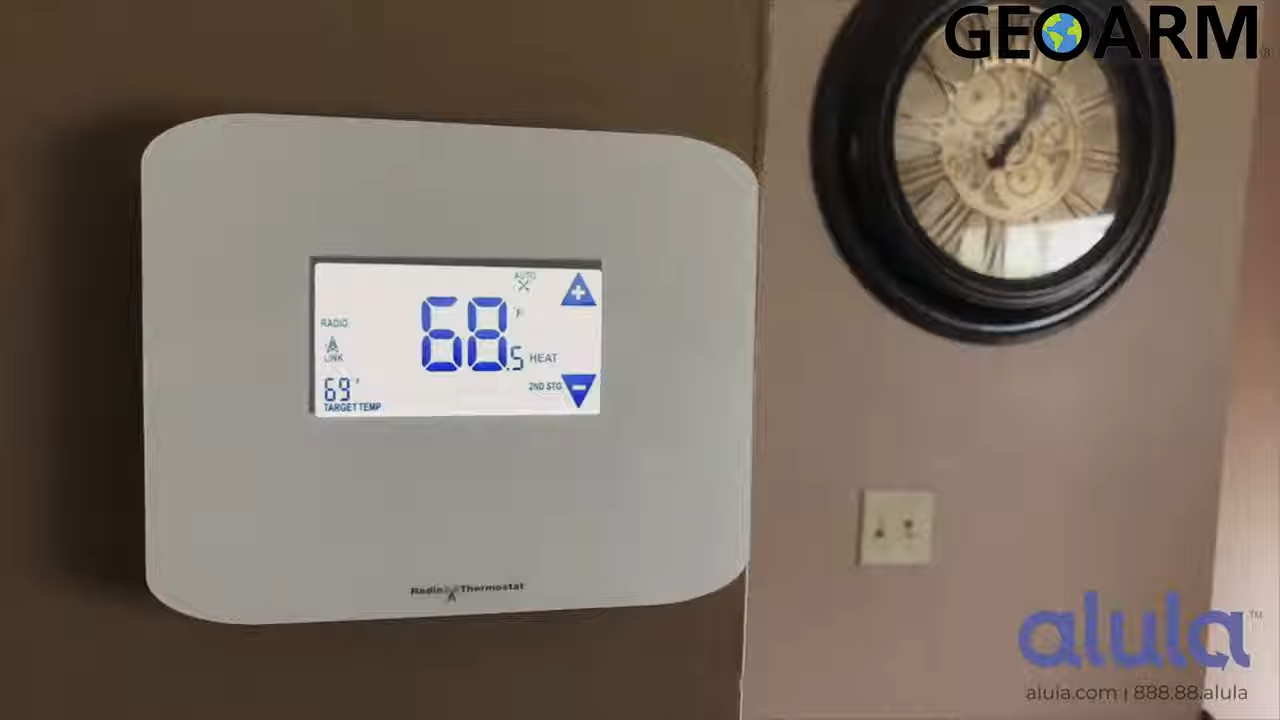 GEOARM
AUTO
68.5 °F
RADIO
LINK
HEAT
69°
TARGET TEMP
2ND STG
Radio Thermostat
alula™
alula.com | 888.88.alula